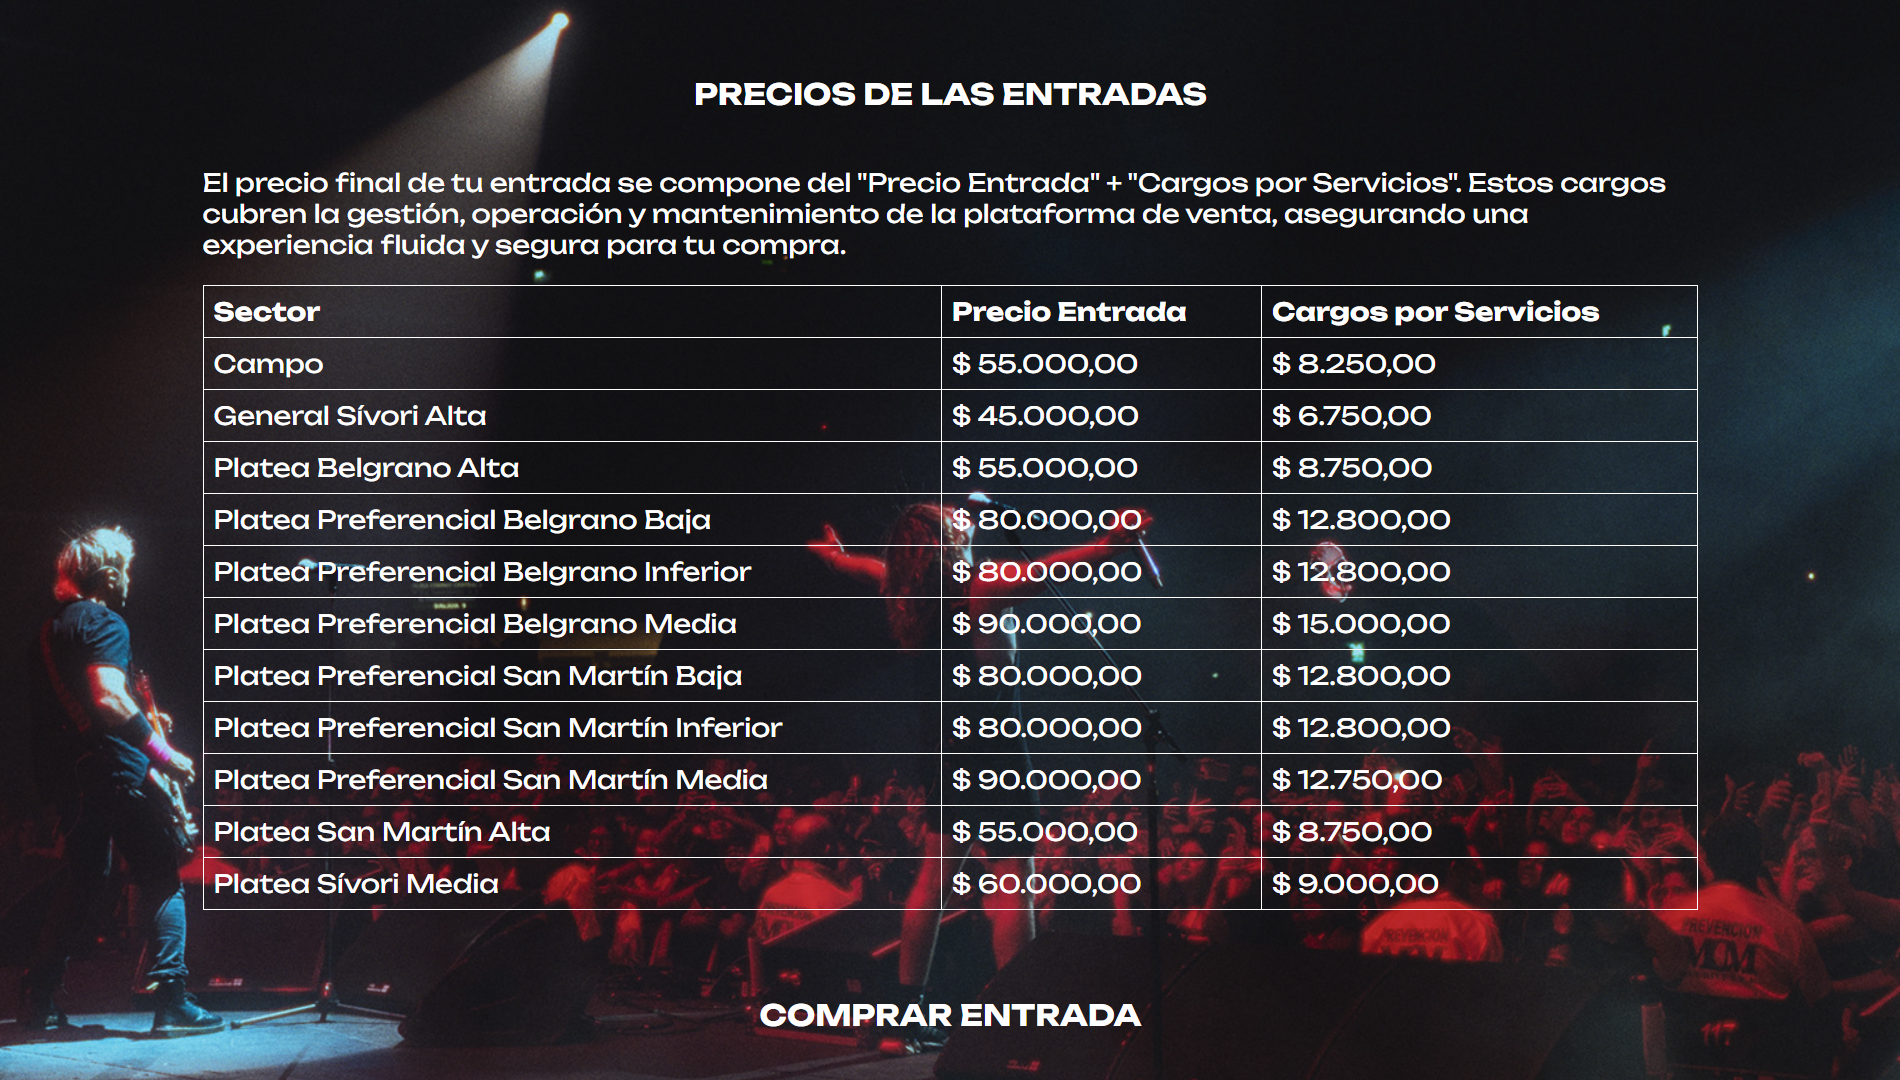 PRECIOS DE LAS ENTRADAS
El precio final de tu entrada se compone del "Precio Entrada" + "Cargos por Servicios". Estos cargos
cubren la gestión, operación y mantenimiento de la plataforma de venta, asegurando una
experiencia fluida y segura para tu compra.
Sector Precio Entrada Cargos por Servicios
Campo $ 55.000,00 $ 8.250,00
General Sívori Alta $ 45.000,00 $ 6.750,00
Platea Belgrano Alta $ 55.000,00 $ 8.750,00
Platea Preferencial Belgrano Baja $ 80.000,00 $ 12.800,00
Platea Preferencial Belgrano Inferior $ 80.000,00 $ 12.800,00
Platea Preferencial Belgrano Media $ 90.000,00 $ 15.000,00
Platea Preferencial San Martín Baja $ 80.000,00 $ 12.800,00
Platea Preferencial San Martín Inferior $ 80.000,00 $ 12.800,00
Platea Preferencial San Martín Media $ 90.000,00 $ 12.750,00
Platea San Martín Alta $ 55.000,00 $ 8.750,00
Platea Sívori Media $ 60.000,00 $ 9.000,00
PREVENCION
PREVENCION
MCM
117
COMPRAR ENTRADA